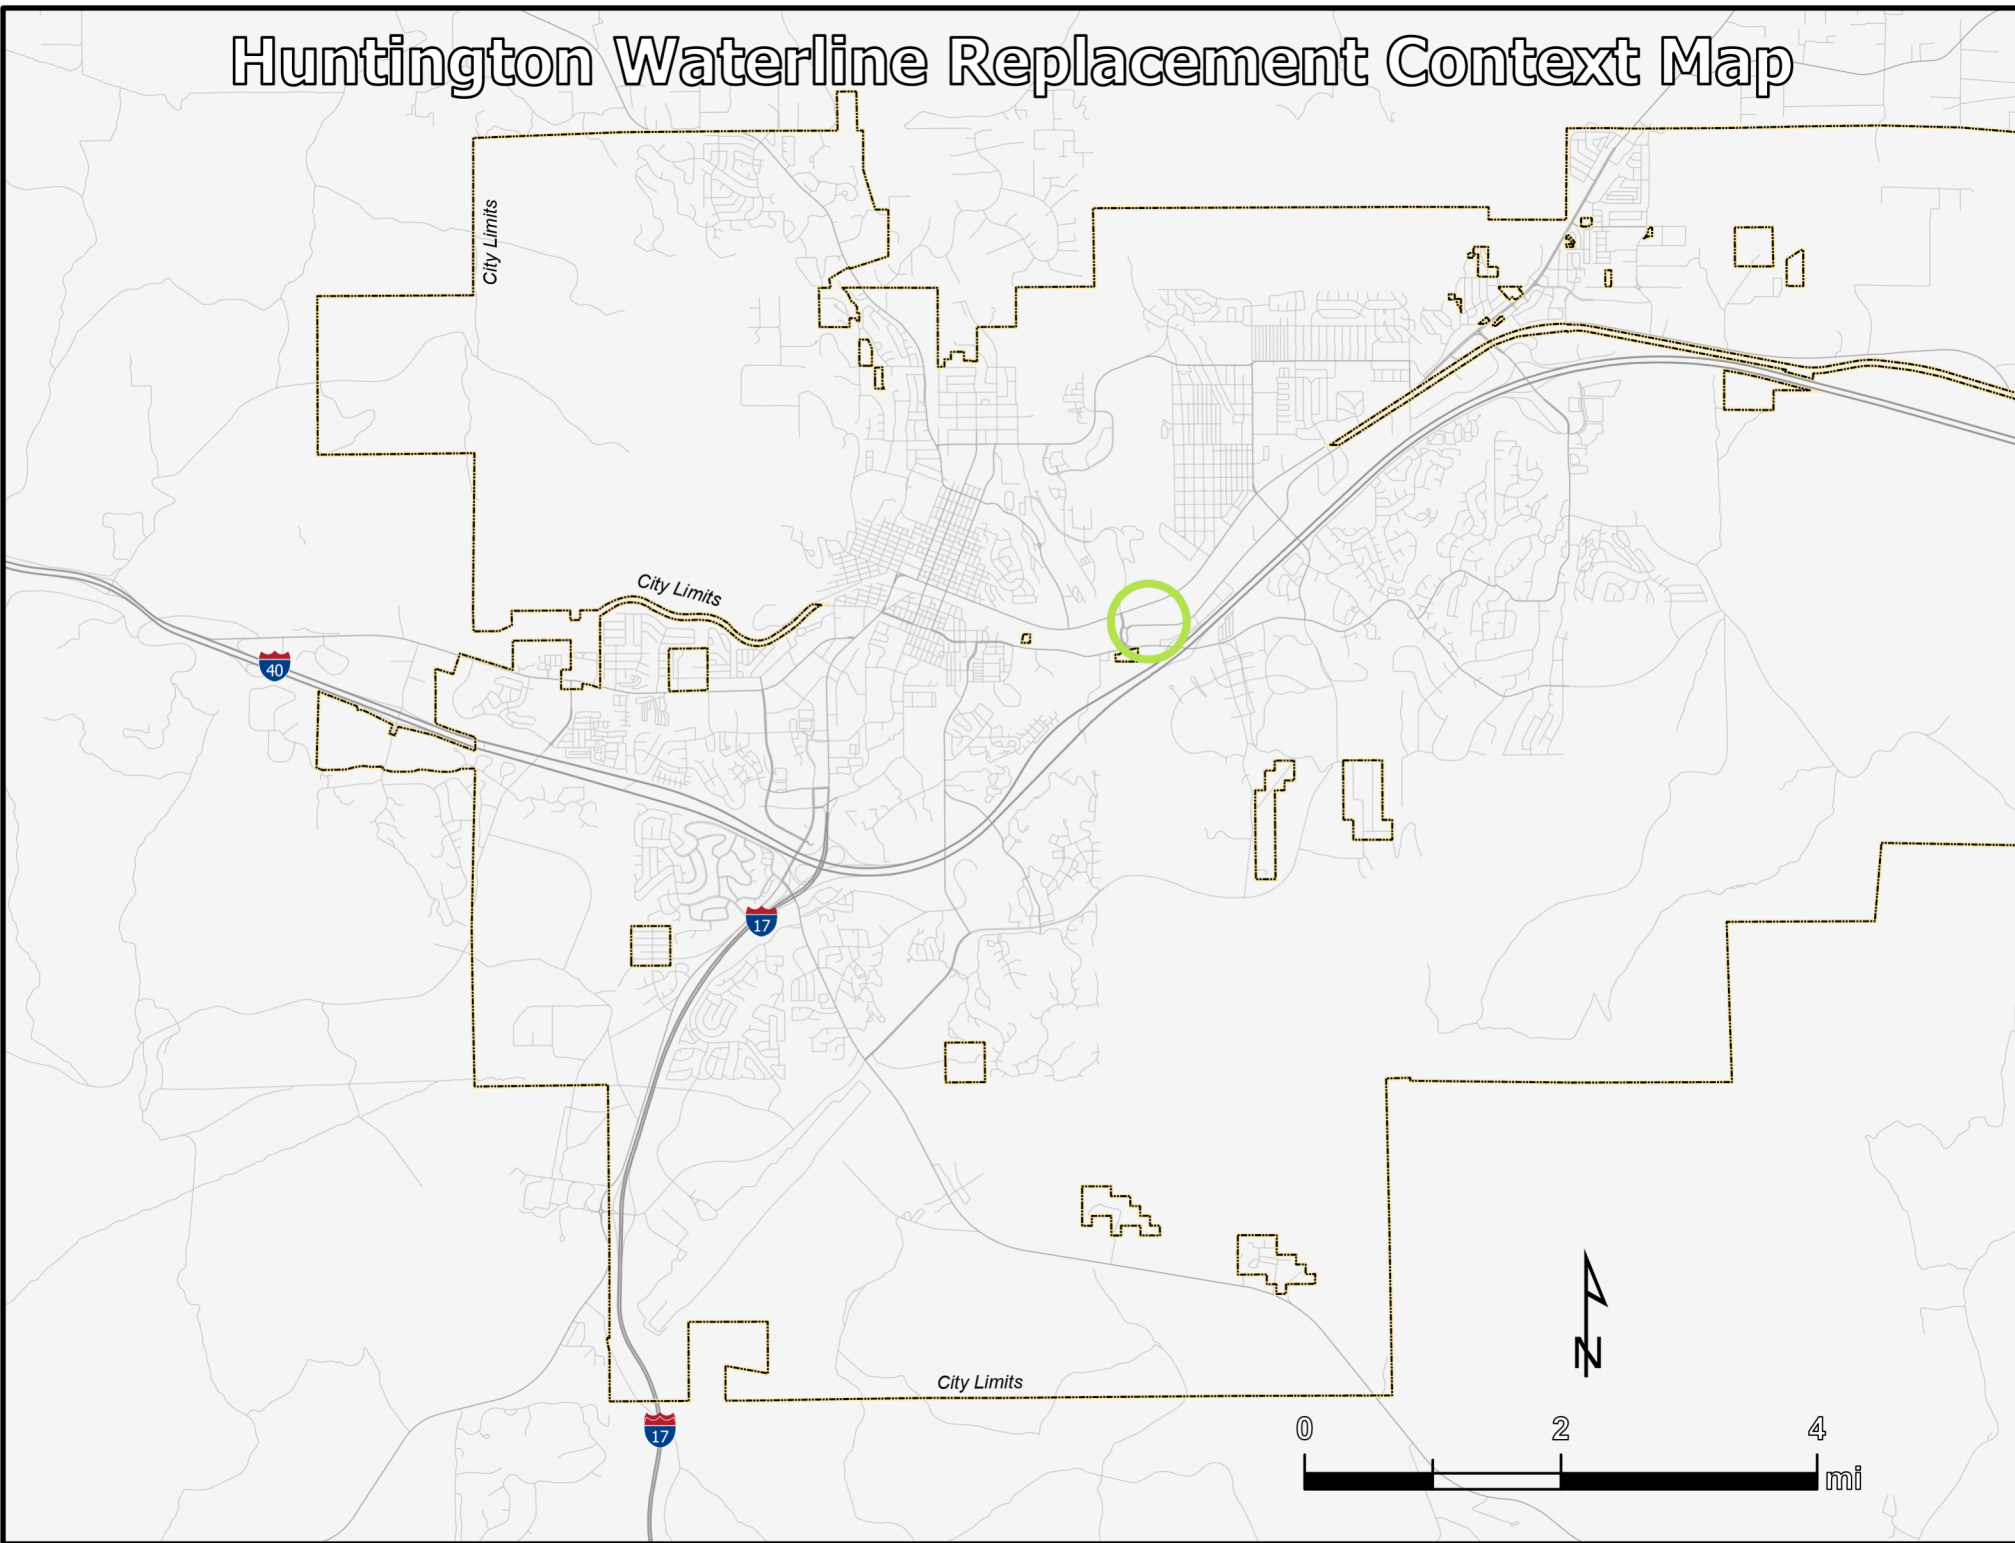 Huntington Waterline Replacement Context Map
City Limits
City Limits
40
17
City Limits
17
N
0 2 4
mi